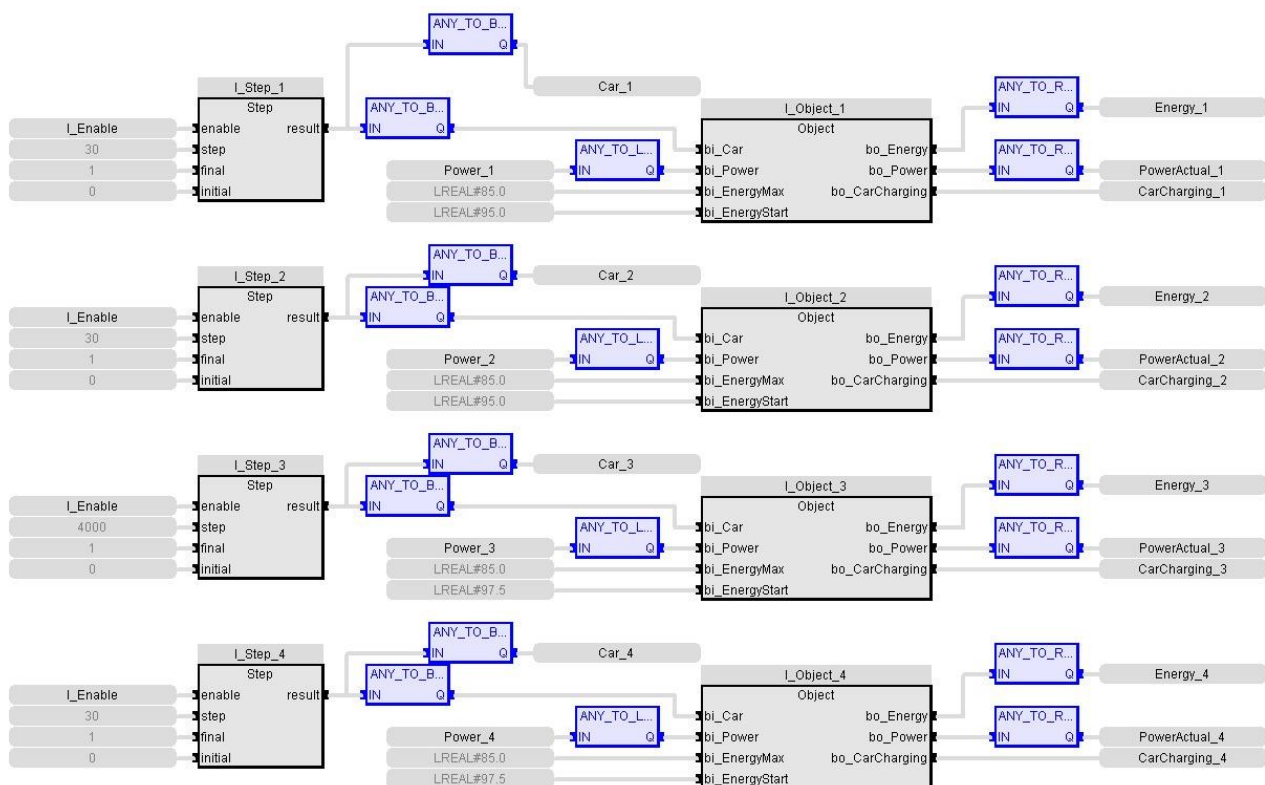 ANY_TO_B...
IN Q
I_Step_1
Step
I_Enable enable result
30 step
1 final
0 initial
ANY_TO_B...
IN Q
Car_1
Power_1
ANY_TO_L...
IN Q
LREAL#85.0
LREAL#95.0
I_Object_1
Object
bi_Car bo_Energy
bi_Power bo_Power
bi_EnergyMax bo_CarCharging
bi_EnergyStart
ANY_TO_R...
IN Q
Energy_1
ANY_TO_R...
IN Q
PowerActual_1
CarCharging_1
ANY_TO_B...
IN Q
I_Step_2
Step
I_Enable enable result
30 step
1 final
0 initial
ANY_TO_B...
IN Q
Car_2
Power_2
ANY_TO_L...
IN Q
LREAL#85.0
LREAL#95.0
I_Object_2
Object
bi_Car bo_Energy
bi_Power bo_Power
bi_EnergyMax bo_CarCharging
bi_EnergyStart
ANY_TO_R...
IN Q
Energy_2
ANY_TO_R...
IN Q
PowerActual_2
CarCharging_2
ANY_TO_B...
IN Q
I_Step_3
Step
I_Enable enable result
4000 step
1 final
0 initial
ANY_TO_B...
IN Q
Car_3
Power_3
ANY_TO_L...
IN Q
LREAL#85.0
LREAL#97.5
I_Object_3
Object
bi_Car bo_Energy
bi_Power bo_Power
bi_EnergyMax bo_CarCharging
bi_EnergyStart
ANY_TO_R...
IN Q
Energy_3
ANY_TO_R...
IN Q
PowerActual_3
CarCharging_3
ANY_TO_B...
IN Q
I_Step_4
Step
I_Enable enable result
30 step
1 final
0 initial
ANY_TO_B...
IN Q
Car_4
Power_4
ANY_TO_L...
IN Q
LREAL#85.0
LREAL#97.5
I_Object_4
Object
bi_Car bo_Energy
bi_Power bo_Power
bi_EnergyMax bo_CarCharging
bi_EnergyStart
ANY_TO_R...
IN Q
Energy_4
ANY_TO_R...
IN Q
PowerActual_4
CarCharging_4